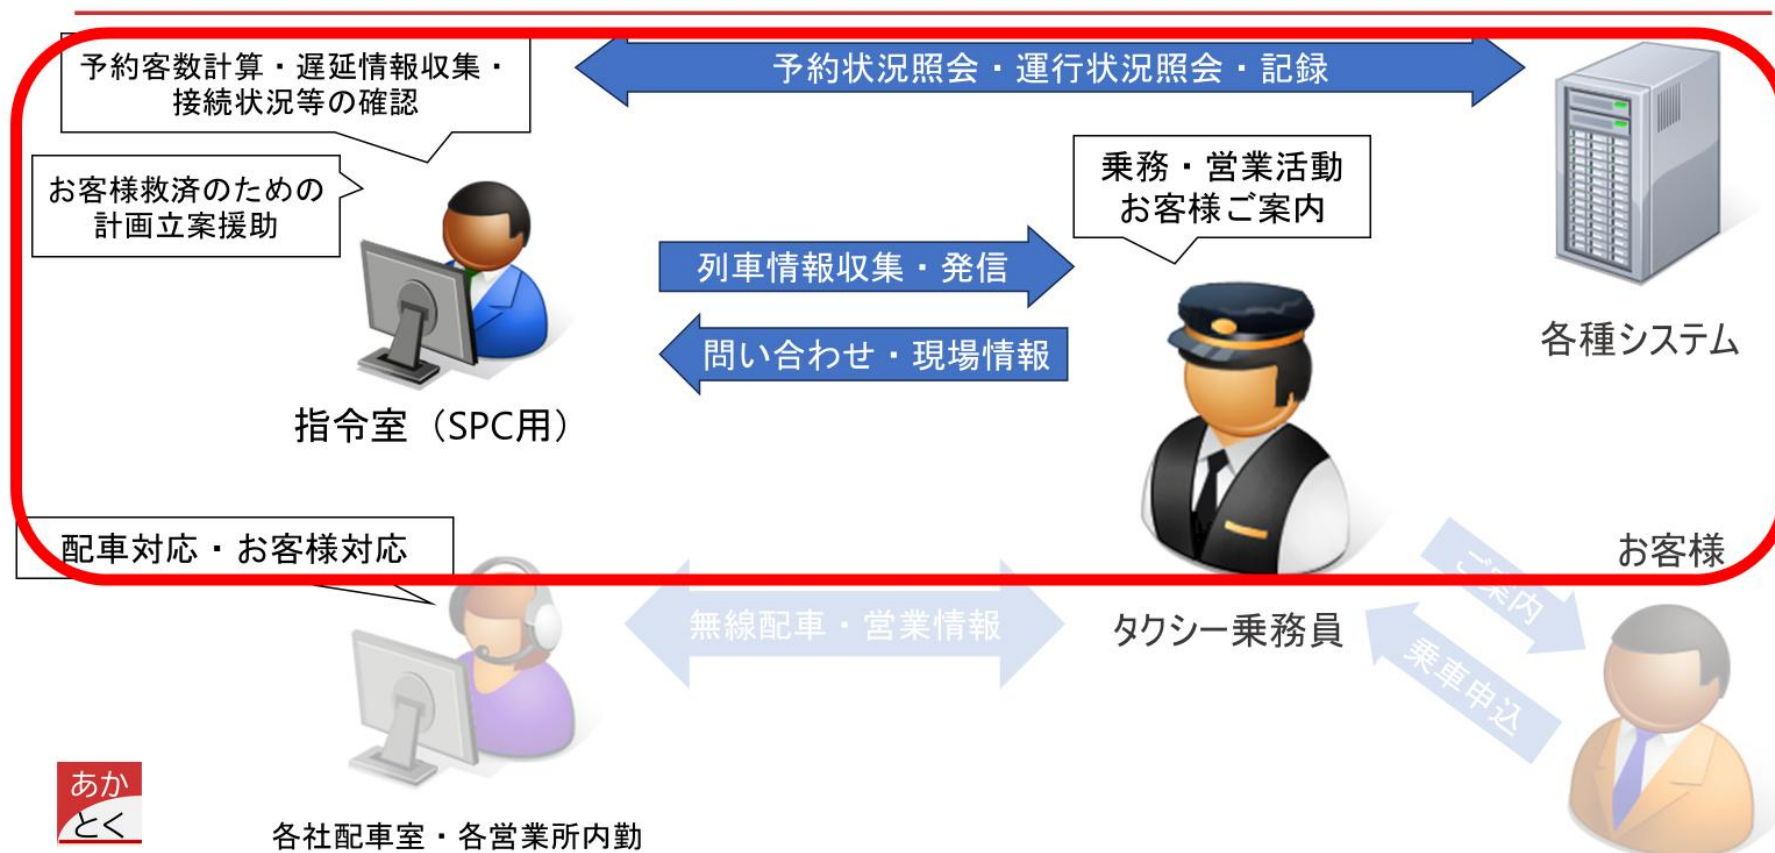 予約客数計算・遅延情報収集・
接続状況等の確認
予約状況照会・運行状況照会・記録
お客様救済のための
計画立案援助
乗務・営業活動
お客様ご案内
列車情報収集・発信
問い合わせ・現場情報
各種システム
指令室（SPC用）
配車対応・お客様対応
お客様
ご案内
無線配車・営業情報
タクシー乗務員
乗車申込
あか
とく
各社配車室・各営業所内勤